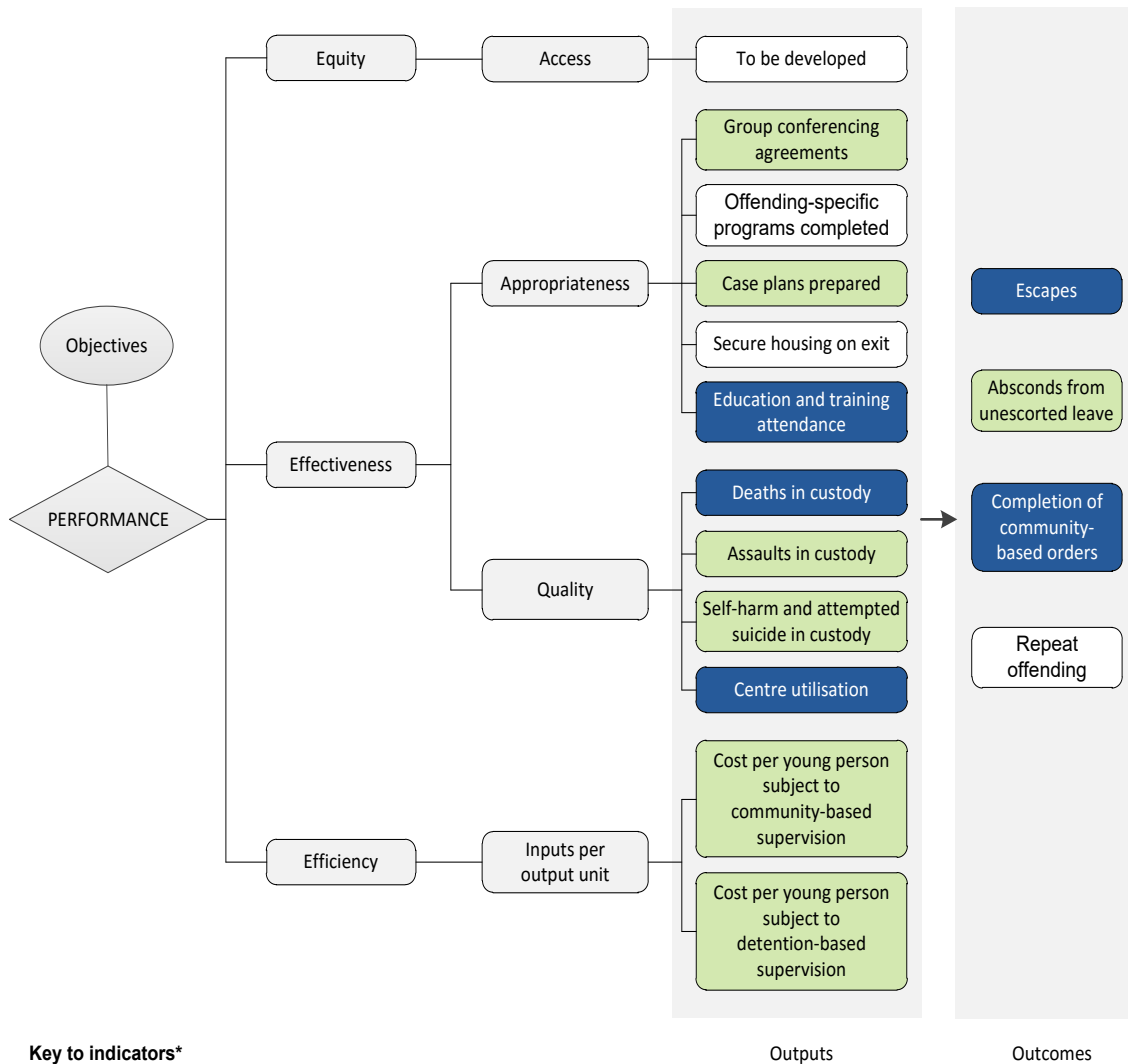 Equity
Access
To be developed
Group conferencing
agreements
Offending-specific
programs completed
Appropriateness
Case plans prepared
Escapes
Objectives
Secure housing on exit
Absconds from
unescorted leave
Education and training
attendance
Effectiveness
PERFORMANCE
Deaths in custody
Completion of
community-
based orders
Assaults in custody
Quality
Self-harm and attempted
suicide in custody
Repeat
offending
Centre utilisation
Cost per young person
subject to
community-based
supervision
Efficiency
Inputs per
output unit
Cost per young person
subject to
detention-based
supervision
Key to indicators*
Outputs
Outcomes